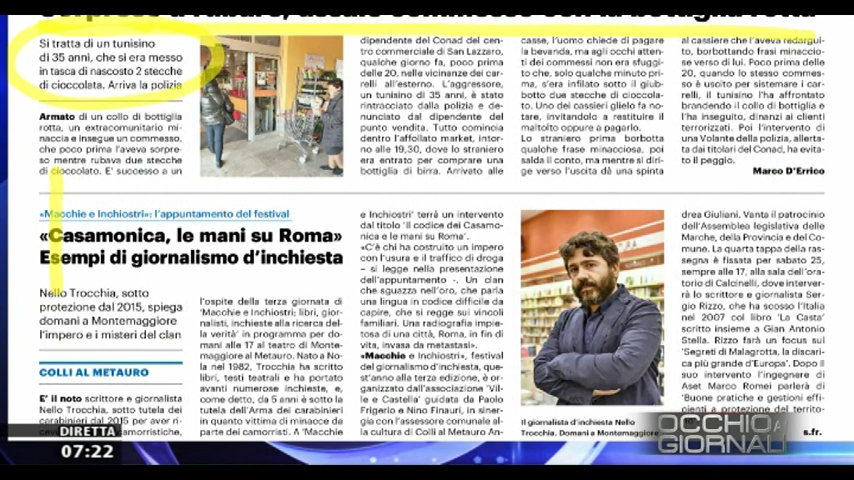 Si tratta di un tunisino
di 35 anni, che si era messo
in tasca di nascosto 2 stecche
di cioccolata. Arriva la polizia
Armato di un collo di bottiglia
rotta, un extracomunitario mi-
naccia e insegue un commesso,
che poco prima l'aveva sorpre-
so mentre rubava due stecche
di cioccolato. E' successo a un
dipendente del Conad del cen-
tro commerciale di San Lazzaro,
qualche giorno fa, poco prima
delle 20, nelle vicinanze dei car-
relli all'esterno. L'aggressore,
un tunisino di 35 anni, è stato
rintracciato dalla polizia e de-
nunciato dal dipendente del
punto vendita. Tutto comincia
dentro l'affollato market, intor-
no alle 19,30, dove lo straniero
era entrato per comprare una
bottiglia di birra. Arrivato alle
casse, l'uomo chiede di pagare
la bevanda, ma agli occhi atten-
ti dei commessi non era sfuggi-
to che, solo qualche minuto pri-
ma, s'era infilato sotto il giub-
botto due stecche di cioccola-
to. Uno dei cassieri glielo fa no-
tare, invitandolo a restituire il
maltolto oppure a pagarlo.
Lo straniero prima borbotta
qualche frase minacciosa, poi
salda il conto, ma mentre si diri-
ge verso l'uscita dà una spinta
al cassiere che l'aveva redargui-
to, borbottando frasi minaccio-
se verso di lui. Poco prima delle
20, quando lo stesso commes-
so è uscito per sistemare i car-
relli, il tunisino l'ha affrontato
brandendo il collo di bottiglia e
l'ha inseguito, dinanzi ai clienti
terrorizzati. Poi l'intervento di
una Volante della polizia, allerta-
ta dai titolari del Conad, ha evita-
to il peggio.
Marco D'Errico
«Macchie e Inchiostri»: l'appuntamento del festival
«Casamonica, le mani su Roma»
Esempi di giornalismo d'inchiesta
Nello Trocchia, sotto
protezione dal 2015, spiega
domani a Montemaggiore
l'impero e i misteri del clan
COLLI AL METAURO
E' il noto scrittore e giornalista
Nello Trocchia, sotto tutela dei
carabinieri dal 2015 per aver ri-
camorristiche,
l'ospite della terza giornata di
'Macchie e Inchiostri; libri, gior-
nalisti, inchieste alla ricerca del-
la verità' in programma per do-
mani alle 17 al teatro di Monte-
maggiore al Metauro. Nato a No-
la nel 1982, Trocchia ha scritto
libri, testi teatrali e ha portato
avanti numerose inchieste, e,
come detto, da 5 anni è sotto la
tutela dell'Arma dei carabinieri
in quanto vittima di minacce da
parte dei camorristi. A 'Macchie
e Inchiostri' terrà un intervento
dal titolo 'Il codice dei Casamo-
nica e le mani su Roma'.
«C'è chi ha costruito un impero
con l'usura e il traffico di droga
– si legge nella presentazione
dell'appuntamento -. Un clan
che sguazza nell'oro, che parla
una lingua in codice difficile da
capire, che si regge sui vincoli
familiari. Una radiografia impie-
tosa di una città, Roma, in fin di
vita, invasa da metastasi».
«Macchie e Inchiostri», festival
del giornalismo d'inchiesta, que-
st'anno alla terza edizione, è or-
ganizzato dall'associazione 'Vil-
le e Castella' guidata da Paolo
Frigerio e Nino Finauri, in siner-
gia con l'assessore comunale al-
la cultura di Colli al Metauro An-
Il giornalista d'inchiesta Nello
Trocchia. Domani a Montemaggiore
drea Giuliani. Vanta il patrocinio
dell'Assemblea legislativa delle
Marche, della Provincia e del Co-
mune. La quarta tappa della ras-
segna è fissata per sabato 25,
sempre alle 17, alla sala dell'ora-
torio di Calcinelli, dove interver-
rà lo scrittore e giornalista Ser-
gio Rizzo, che ha scosso l'Italia
nel 2007 col libro 'La Casta'
scritto insieme a Gian Antonio
Stella. Rizzo farà un focus sui
'Segreti di Malagrotta, la discari-
ca più grande d'Europa'. Dopo il
suo intervento l'ingegnere di
Aset Marco Romei parlerà di
'Buone pratiche e gestioni effi-
cienti a protezione del territo-
s.fr.
DIRETTA
07:22
OCCHIO AI
GIORNALI